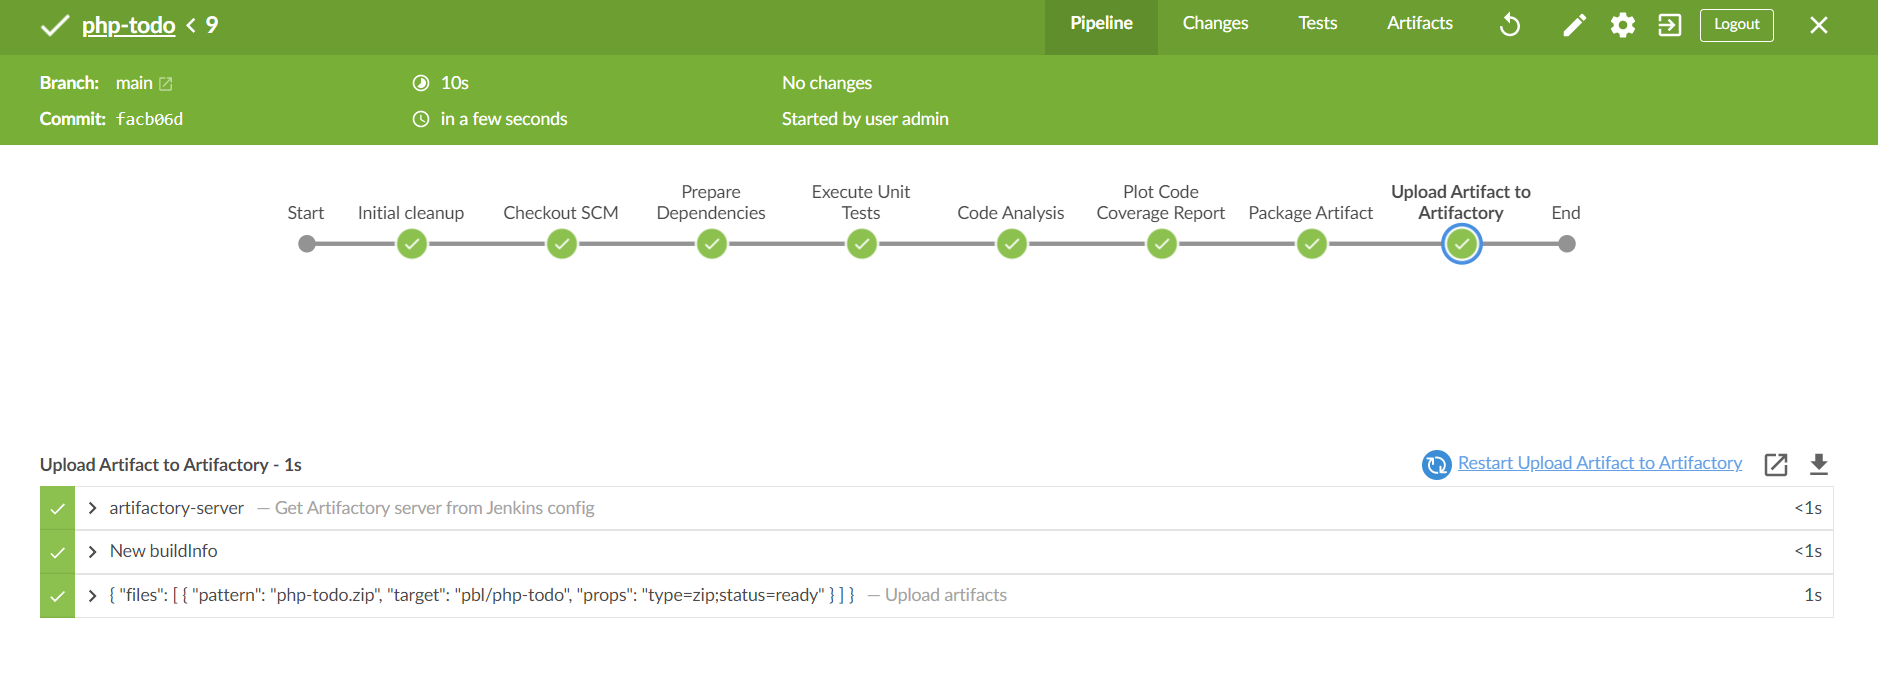 php-todo < 9
Pipeline
Changes
Tests
Artifacts
Logout
Branch: main
10s
No changes
Commit: facb06d
in a few seconds
Started by user admin
Start
Initial cleanup
Checkout SCM
Prepare
Dependencies
Execute Unit
Tests
Code Analysis
Plot Code
Coverage Report
Package Artifact
Upload Artifact to
Artifactory
End
Upload Artifact to Artifactory - 1s
Restart Upload Artifact to Artifactory
artifactory-server — Get Artifactory server from Jenkins config <1s
New buildInfo <1s
{ "files": [ { "pattern": "php-todo.zip", "target": "pbl/php-todo", "props": "type=zip;status=ready" } ] } — Upload artifacts 1s